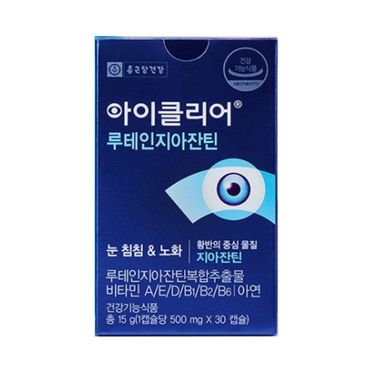 종근당건강
건강
기능식품
아이클리어®
루테인지아잔틴
눈 침침 & 노화
황반의 중심 물질
지아잔틴
루테인지아잔틴복합추출물
비타민 A/E/D/B1/B2/B6 | 아연
건강기능식품
총 15 g(1캡슐당 500 mg X 30 캡슐)